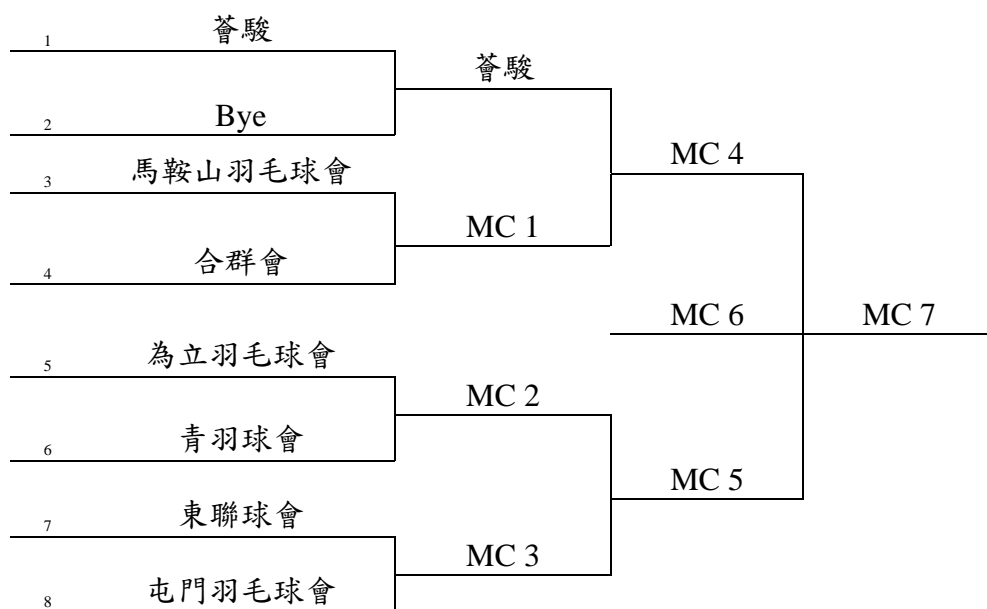 1 薈駿
薈駿
2 Bye
MC 4
3 馬鞍山羽毛球會
MC 1
4 合群會
MC 6 MC 7
5 為立羽毛球會
MC 2
6 青羽球會
MC 5
7 東聯球會
MC 3
8 屯門羽毛球會